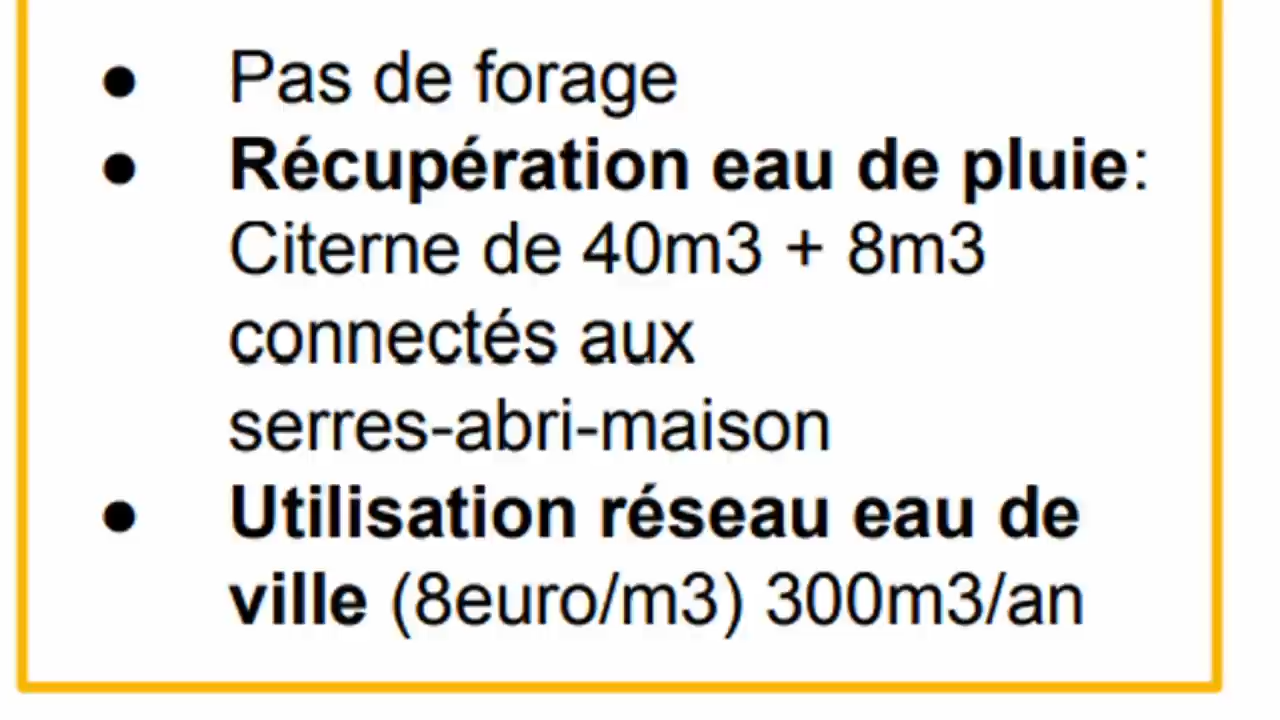 ● Pas de forage
● Récupération eau de pluie:
Citerne de 40m3 + 8m3
connectés aux
serres-abri-maison
● Utilisation réseau eau de
ville (8euro/m3) 300m3/an